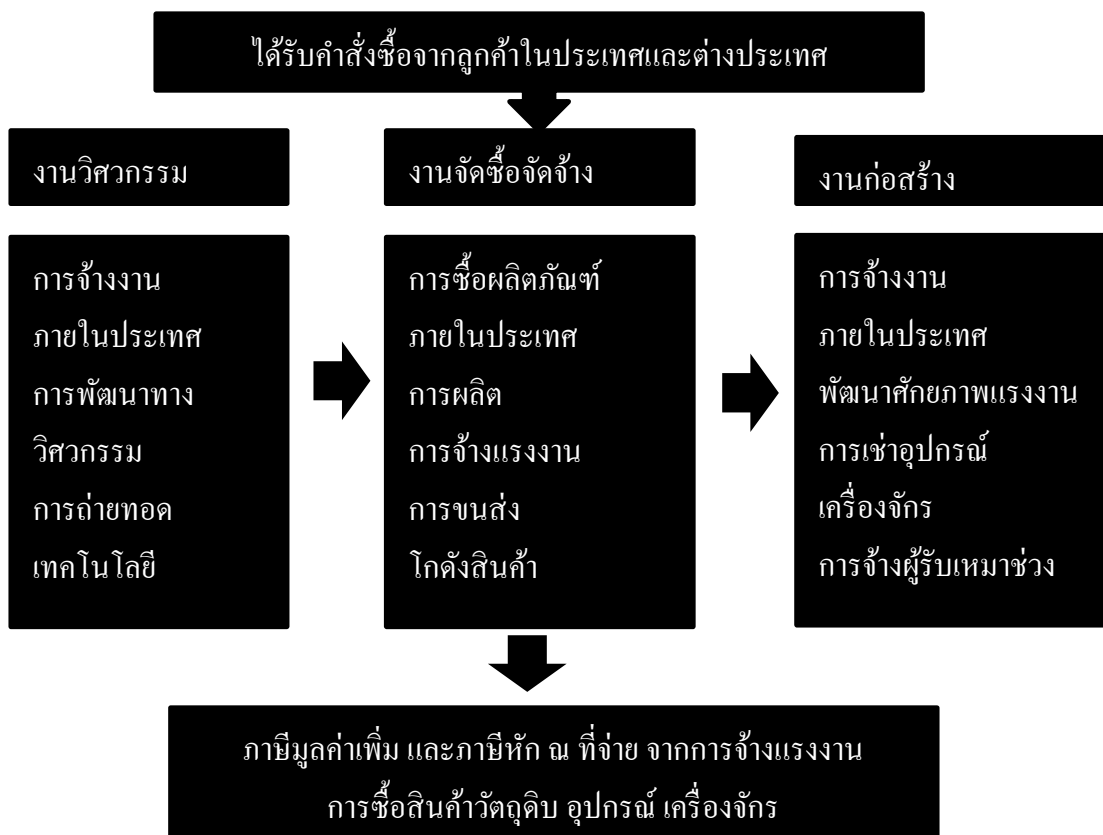 ได้รับคำสั่งซื้อจากลูกค้าในประเทศและต่างประเทศ
งานวิศวกรรม
งานจัดซื้อจัดจ้าง
งานก่อสร้าง
การจ้างงาน
ภายในประเทศ
การพัฒนาทาง
วิศวกรรม
การถ่ายทอด
เทคโนโลยี
การซื้อผลิตภัณฑ์
ภายในประเทศ
การผลิต
การจ้างแรงงาน
การขนส่ง
โกดังสินค้า
การจ้างงาน
ภายในประเทศ
พัฒนาศักยภาพแรงงาน
การเช่าอุปกรณ์
เครื่องจักร
การจ้างผู้รับเหมาช่วง
ภาษีมูลค่าเพิ่ม และภาษีหัก ณ ที่จ่าย จากการจ้างแรงงาน
การซื้อสินค้าวัตถุดิบ อุปกรณ์ เครื่องจักร